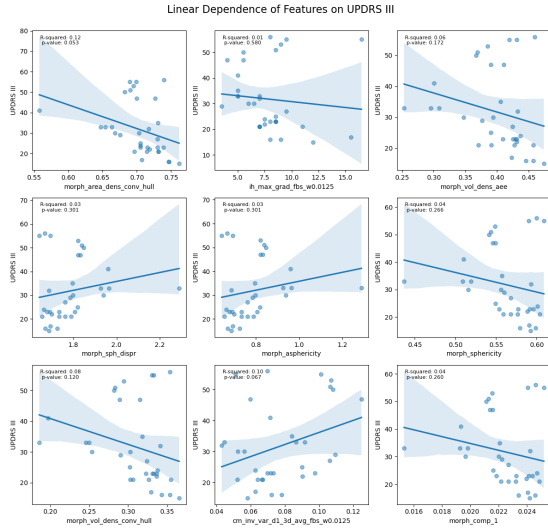 Linear Dependence of Features on UPDRS III
R-squared: 0.12
p-value: 0.053
80
70
60
50
40
30
20
UPDRS III
0.55 0.60 0.65 0.70 0.75
morph_area_dens_conv_hull
R-squared: 0.01
p-value: 0.580
50
40
30
20
10
UPDRS III
5.0 7.5 10.0 12.5 15.0
ih_max_grad_fbs_w0.0125
R-squared: 0.06
p-value: 0.172
50
40
30
20
UPDRS III
0.25 0.30 0.35 0.40 0.45
morph_vol_dens_aee
R-squared: 0.03
p-value: 0.301
70
60
50
40
30
20
UPDRS III
1.8 2.0 2.2
morph_sph_dispr
R-squared: 0.03
p-value: 0.301
70
60
50
40
30
20
UPDRS III
0.8 1.0 1.2
morph_asphericity
R-squared: 0.04
p-value: 0.266
60
50
40
30
20
UPDRS III
0.45 0.50 0.55 0.60
morph_sphericity
R-squared: 0.08
p-value: 0.120
50
40
30
20
UPDRS III
0.20 0.25 0.30 0.35
morph_vol_dens_conv_hull
R-squared: 0.10
p-value: 0.067
50
40
30
20
UPDRS III
0.04 0.06 0.08 0.10 0.12
cm_inv_var_d1_3d_avg_fbs_w0.0125
R-squared: 0.04
p-value: 0.260
60
50
40
30
20
UPDRS III
0.016 0.018 0.020 0.022 0.024
morph_comp_1